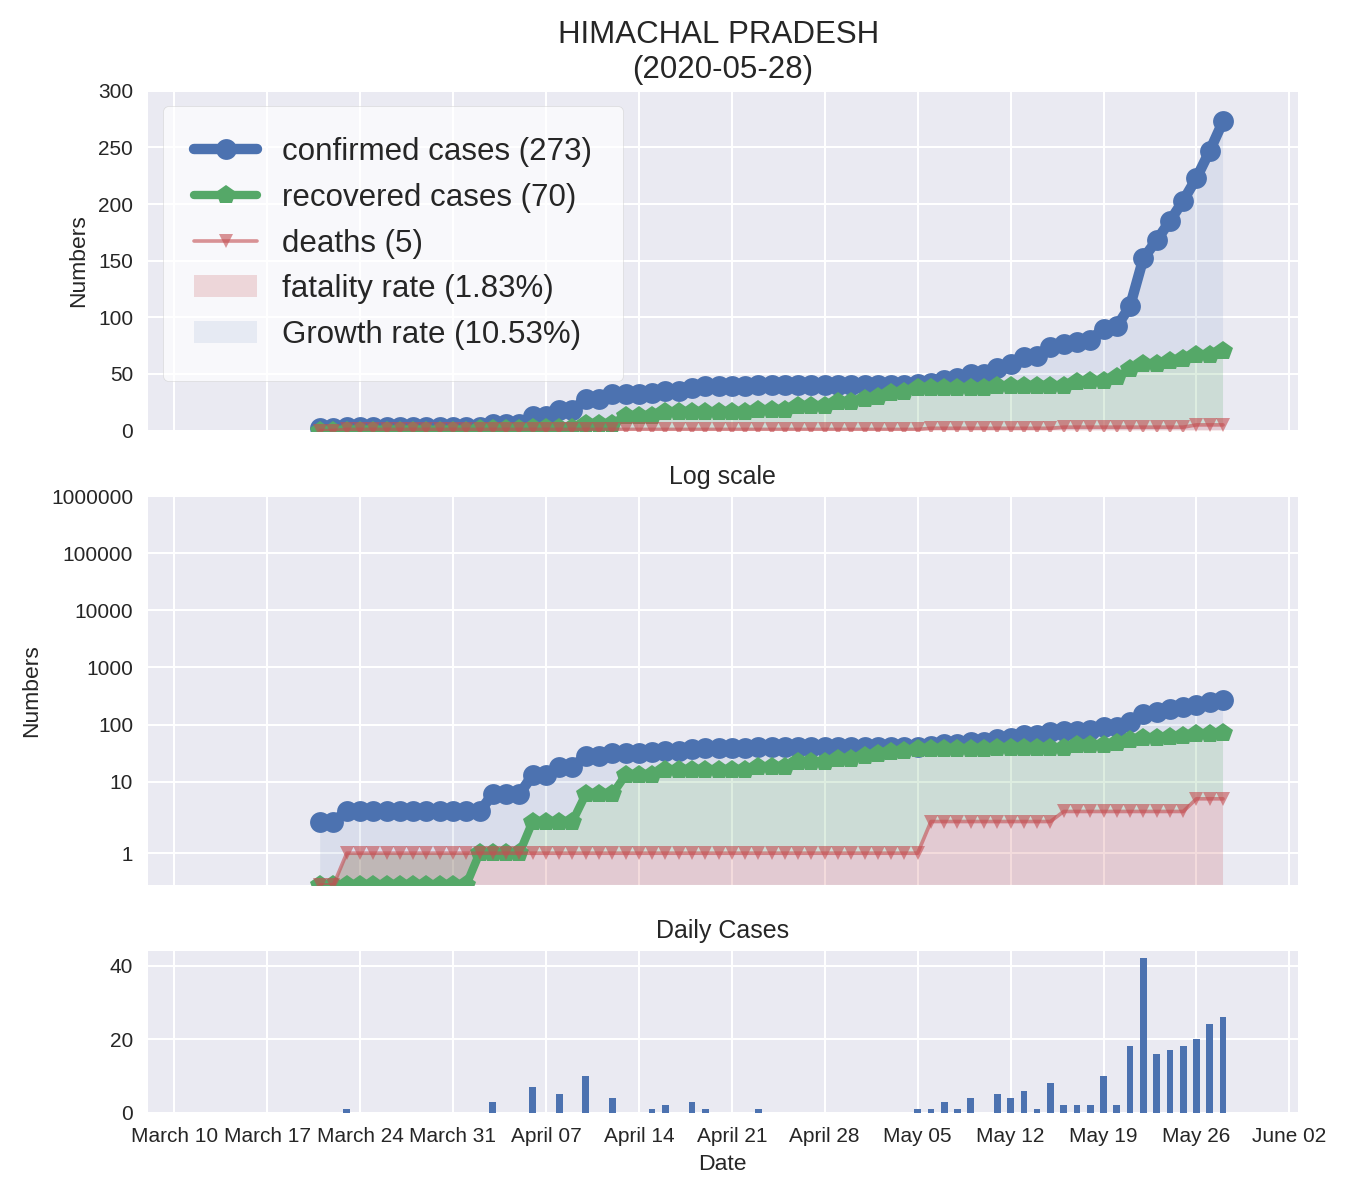 HIMACHAL PRADESH
(2020-05-28)
300
250
200
150
100
50
0
Numbers
confirmed cases (273)
recovered cases (70)
deaths (5)
fatality rate (1.83%)
Growth rate (10.53%)
Log scale
1000000
100000
10000
1000
100
10
1
Numbers
Daily Cases
40
20
0
March 10 March 17 March 24 March 31 April 07 April 14 April 21 April 28 May 05 May 12 May 19 May 26 June 02
Date